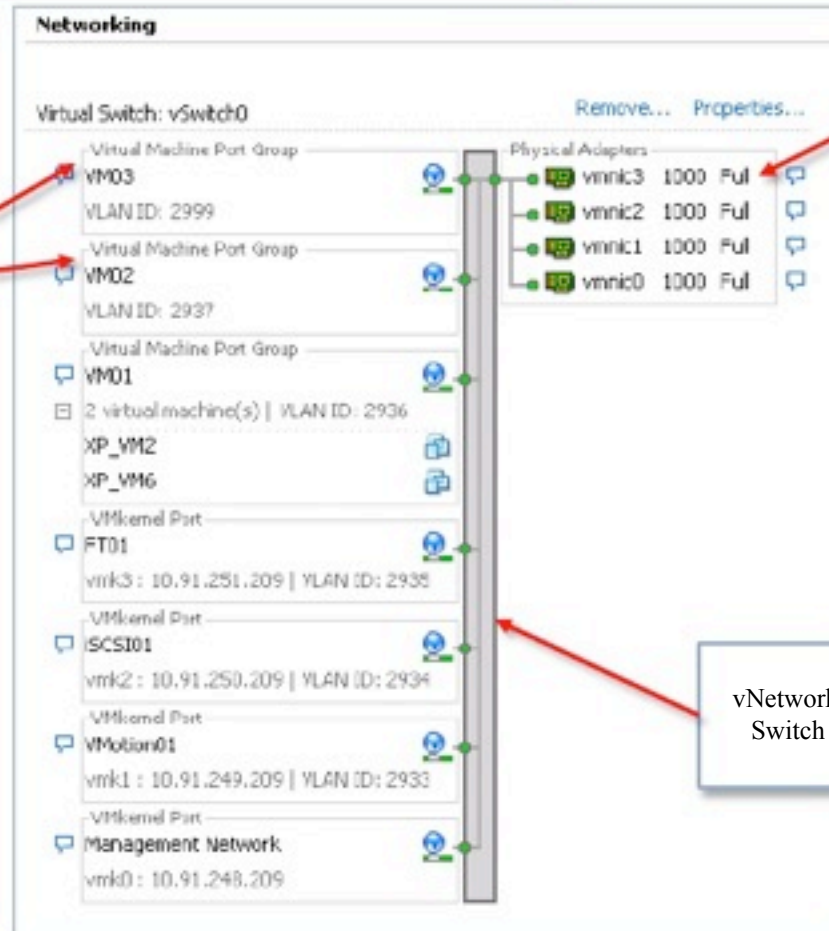 Networking
Virtual Switch: vSwitch0
Remove... Properties...
Virtual Machine Port Group
VM03
VLAN ID: 2999
Virtual Machine Port Group
VM02
VLAN ID: 2937
Virtual Machine Port Group
VM01
2 virtual machine(s) | VLAN ID: 2936
XP_VM2
XP_VM6
VMkernel Port
FT01
vmk3 : 10.91.251.209 | VLAN ID: 2935
VMkernel Port
iSCSI01
vmk2 : 10.91.250.209 | VLAN ID: 2934
VMkernel Port
VMotion01
vmk1 : 10.91.249.209 | VLAN ID: 2933
VMkernel Port
Management Network
vmk0 : 10.91.248.209
Physical Adapters
vmnic3 1000 Full
vmnic2 1000 Full
vmnic1 1000 Full
vmnic0 1000 Full
vNetwork
Switch